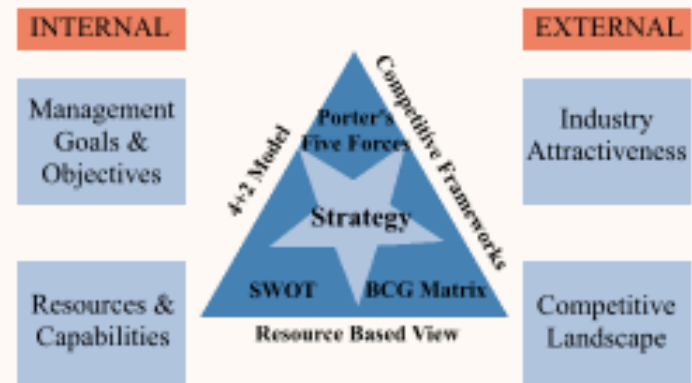 INTERNAL
EXTERNAL
Management
Goals &
Objectives
Industry
Attractiveness
Porter's
Five Forces
4+2 Model
Competitive Frameworks
Strategy
SWOT
BCG Matrix
Resource Based View
Resources &
Capabilities
Competitive
Landscape